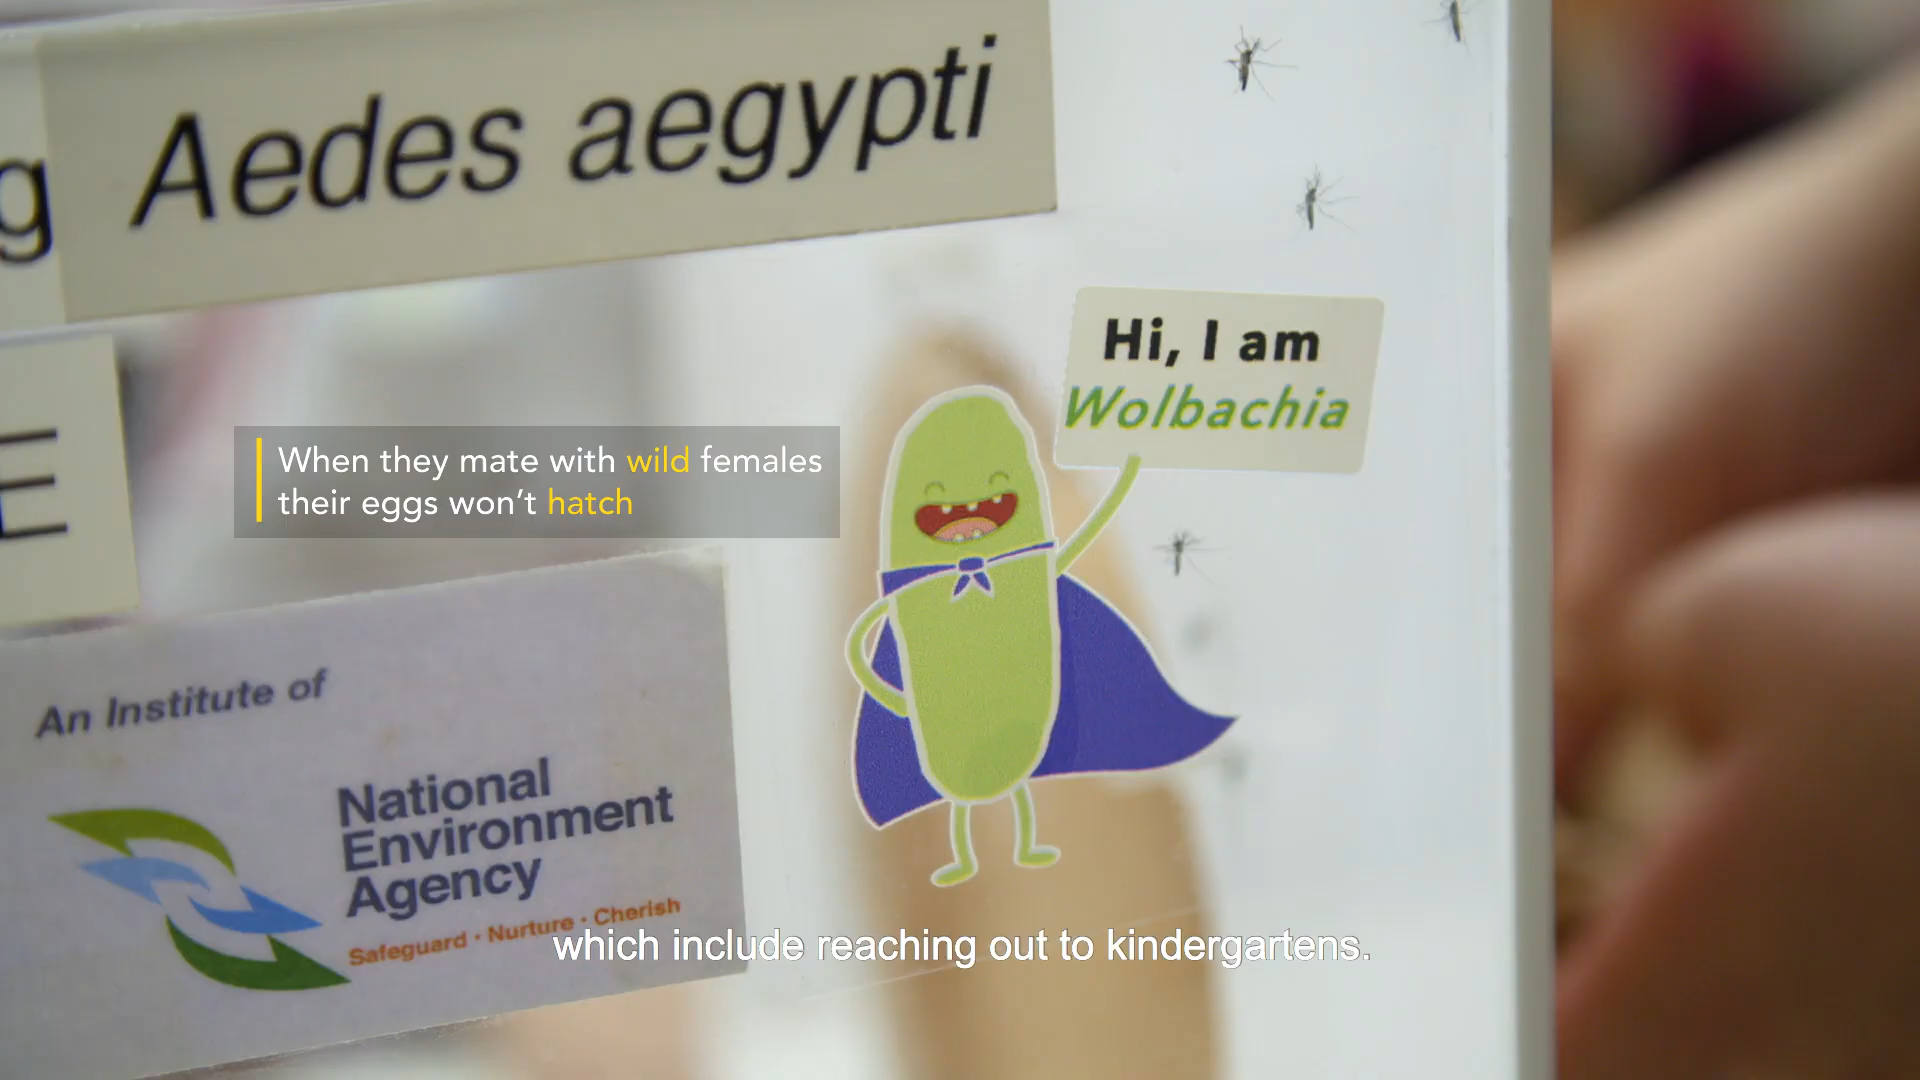 g Aedes aegypti
Hi, I am
Wolbachia
E
When they mate with wild females
their eggs won't hatch
An Institute of
National
Environment
Agency
Safeguard · Nurture · Cherish
which include reaching out to kindergartens.